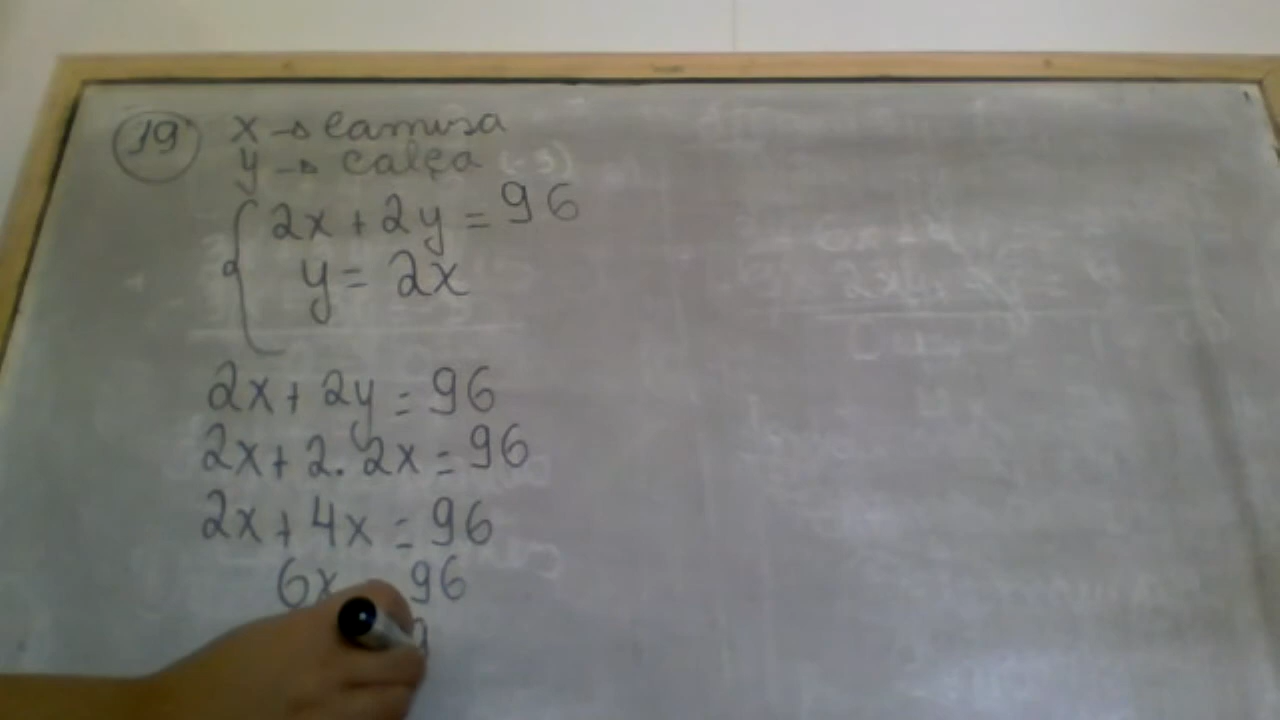 19 x → camisa
y → calça
2x + 2y = 96
y = 2x
2x + 2y = 96
2x + 2. 2x = 96
2x + 4x = 96
6x 96